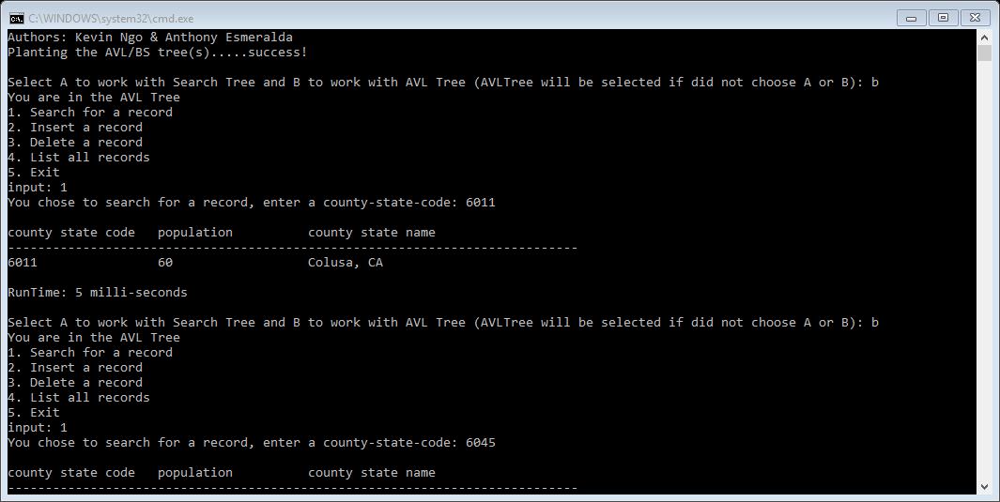 C:\WINDOWS\system32\cmd.exe
Authors: Kevin Ngo & Anthony Esmeralda
Planting the AVL/BS tree(s).....success!
Select A to work with Search Tree and B to work with AVL Tree (AVLTree will be selected if did not choose A or B): b
You are in the AVL Tree
1. Search for a record
2. Insert a record
3. Delete a record
4. List all records
5. Exit
input: 1
You chose to search for a record, enter a county-state-code: 6011
county state code   population          county state name
----------------------------------------------------------------------------
6011                60                  Colusa, CA
RunTime: 5 milli-seconds
Select A to work with Search Tree and B to work with AVL Tree (AVLTree will be selected if did not choose A or B): b
You are in the AVL Tree
1. Search for a record
2. Insert a record
3. Delete a record
4. List all records
5. Exit
input: 1
You chose to search for a record, enter a county-state-code: 6045
county state code   population          county state name
----------------------------------------------------------------------------